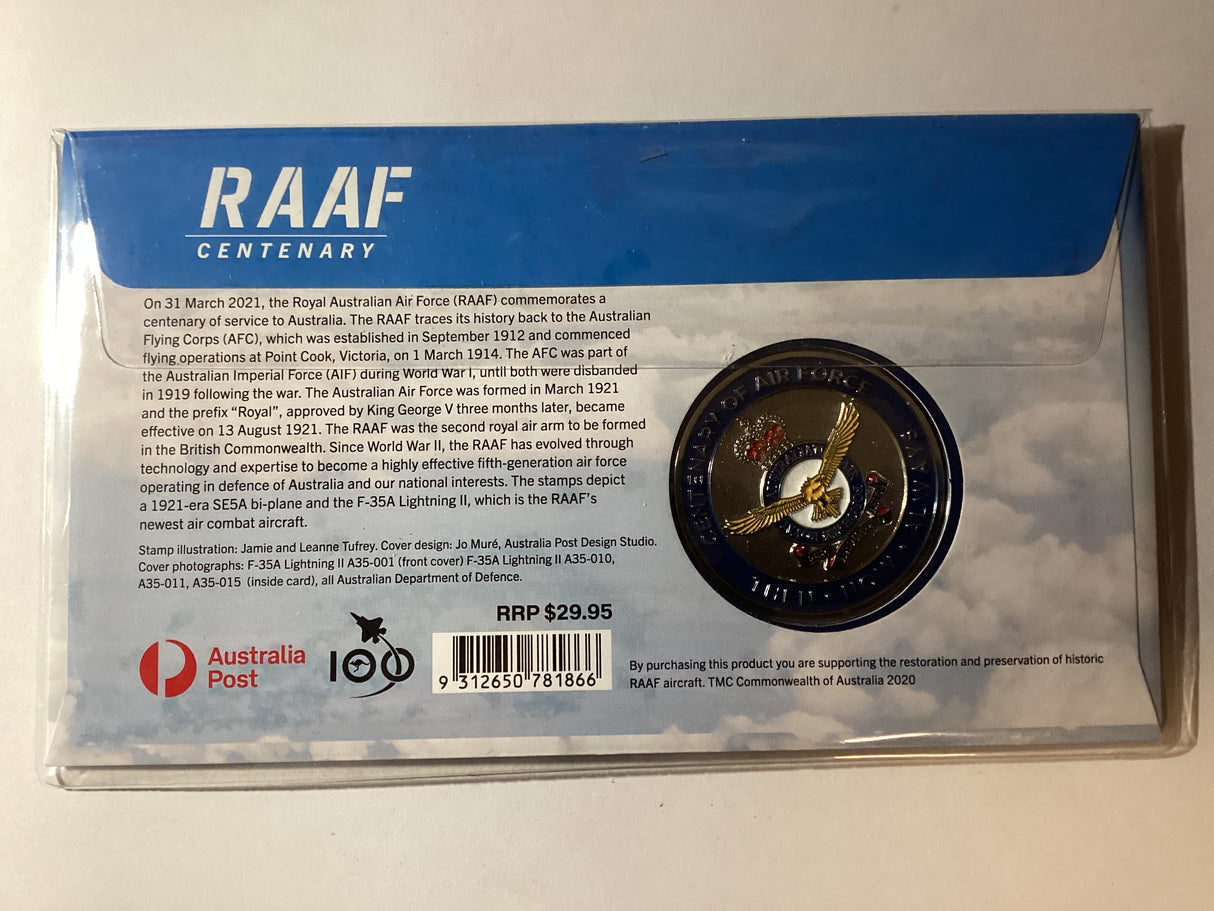 RAAF
CENTENARY
On 31 March 2021, the Royal Australian Air Force (RAAF) commemorates a
centenary of service to Australia. The RAAF traces its history back to the Australian
Flying Corps (AFC), which was established in September 1912 and commenced
flying operations at Point Cook, Victoria, on 1 March 1914. The AFC was part of
the Australian Imperial Force (AIF) during World War I, until both were disbanded
in 1919 following the war. The Australian Air Force was formed in March 1921
and the prefix “Royal”, approved by King George V three months later, became
effective on 13 August 1921. The RAAF was the second royal air arm to be formed
in the British Commonwealth. Since World War II, the RAAF has evolved through
technology and expertise to become a highly effective fifth-generation air force
operating in defence of Australia and our national interests. The stamps depict
a 1921-era SE5A bi-plane and the F-35A Lightning II, which is the RAAF’s
newest air combat aircraft.
Stamp illustration: Jamie and Leanne Tufrey. Cover design: Jo Muré, Australia Post Design Studio.
Cover photographs: F-35A Lightning II A35-001 (front cover) F-35A Lightning II A35-010,
A35-011, A35-015 (inside card), all Australian Department of Defence.
CENTENARY OF AIR FORCE
RRP $29.95
Australia
Post
100
9 312650 781866
By purchasing this product you are supporting the restoration and preservation of historic
RAAF aircraft. TMC Commonwealth of Australia 2020